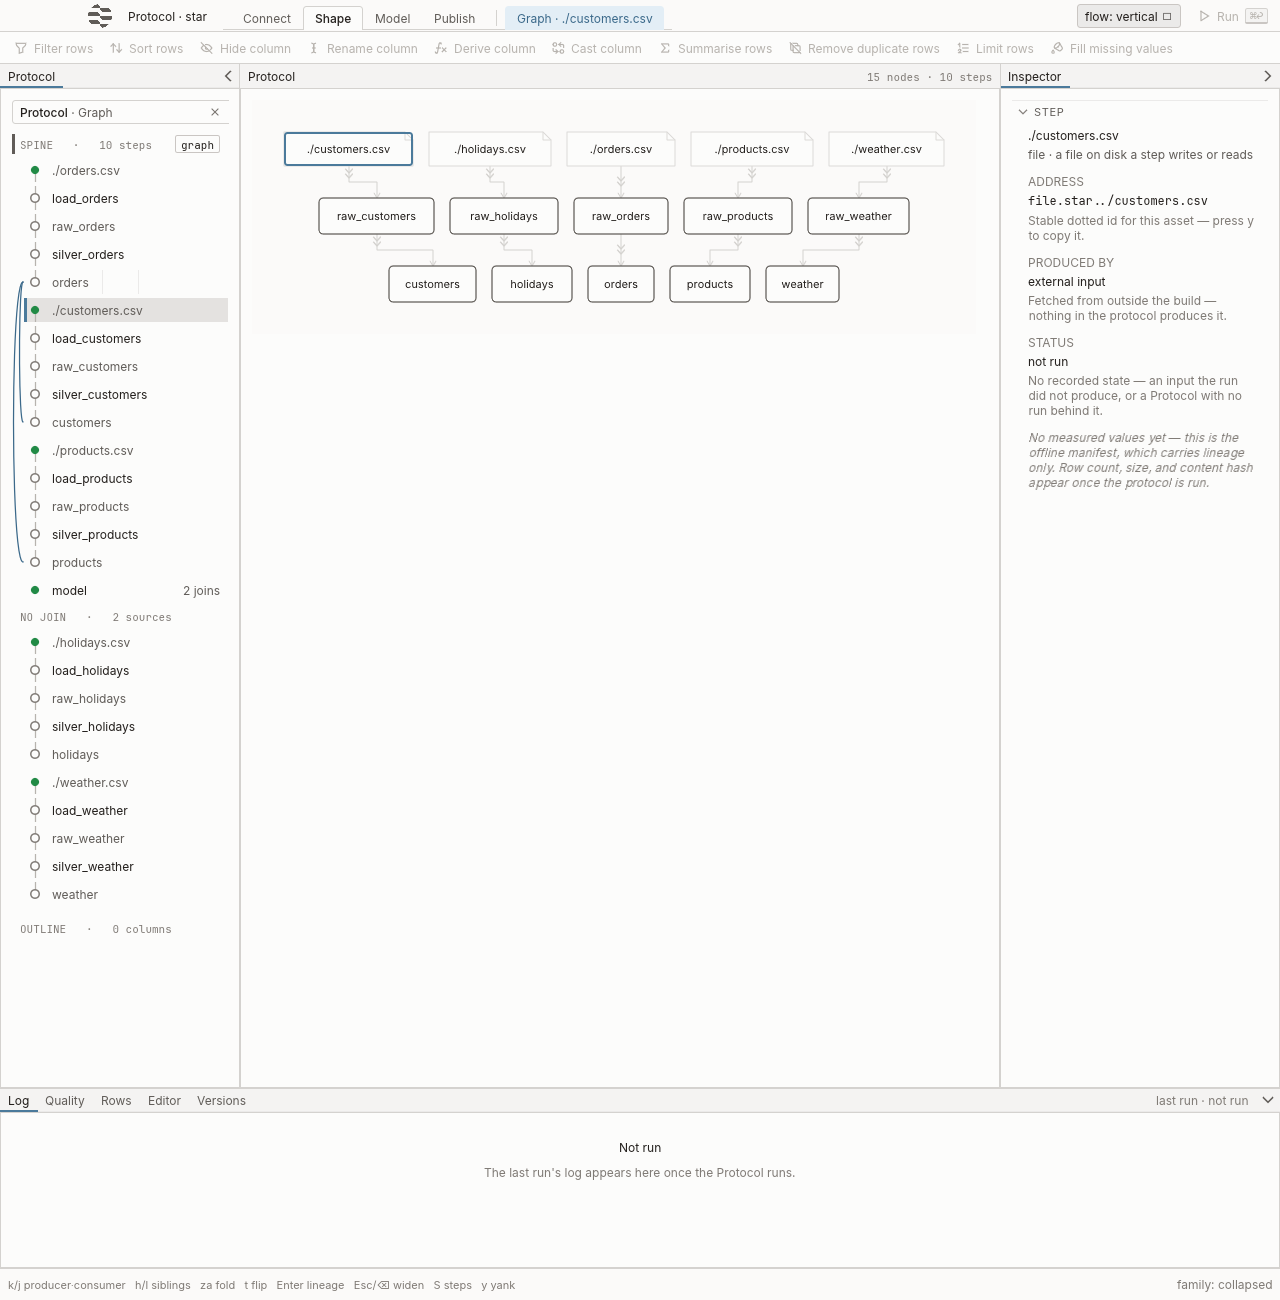 Protocol · star
Connect
Shape
Model
Publish
Graph · ./customers.csv
flow: vertical
Run
Filter rows
Sort rows
Hide column
Rename column
Derive column
Cast column
Summarise rows
Remove duplicate rows
Limit rows
Fill missing values
Protocol
Protocol
15 nodes · 10 steps
Inspector
Protocol · Graph
SPINE · 10 steps
graph
./orders.csv
load_orders
raw_orders
silver_orders
orders
./customers.csv
load_customers
raw_customers
silver_customers
customers
./products.csv
load_products
raw_products
silver_products
products
model
2 joins
NO JOIN · 2 sources
./holidays.csv
load_holidays
raw_holidays
silver_holidays
holidays
./weather.csv
load_weather
raw_weather
silver_weather
weather
OUTLINE · 0 columns
./customers.csv
./holidays.csv
./orders.csv
./products.csv
./weather.csv
raw_customers
raw_holidays
raw_orders
raw_products
raw_weather
customers
holidays
orders
products
weather
STEP
./customers.csv
file · a file on disk a step writes or reads
ADDRESS
file.star../customers.csv
Stable dotted id for this asset — press y
to copy it.
PRODUCED BY
external input
Fetched from outside the build —
nothing in the protocol produces it.
STATUS
not run
No recorded state — an input the run
did not produce, or a Protocol with no
run behind it.
No measured values yet — this is the
offline manifest, which carries lineage
only. Row count, size, and content hash
appear once the protocol is run.
Log
Quality
Rows
Editor
Versions
last run · not run
Not run
The last run's log appears here once the Protocol runs.
k/j producer·consumer h/l siblings za fold t flip Enter lineage Esc/⌫ widen S steps y yank
family: collapsed